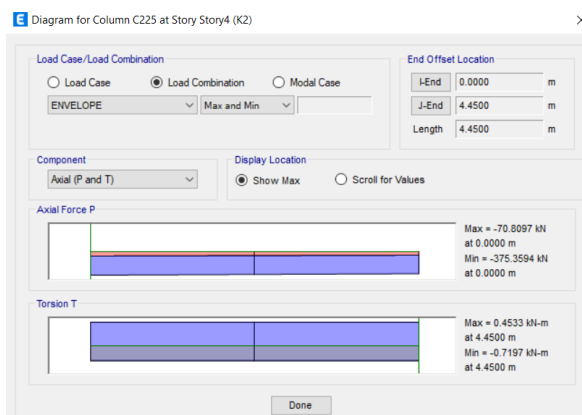 E Diagram for Column C225 at Story Story4 (K2)
Load Case/Load Combination
Load Case Load Combination Modal Case
ENVELOPE Max and Min
End Offset Location
I-End 0.0000 m
J-End 4.4500 m
Length 4.4500 m
Component
Axial (P and T)
Display Location
Show Max Scroll for Values
Axial Force P
Max = -70.8097 kN
at 0.0000 m
Min = -375.3594 kN
at 0.0000 m
Torsion T
Max = 0.4533 kN-m
at 4.4500 m
Min = -0.7197 kN-m
at 4.4500 m
Done